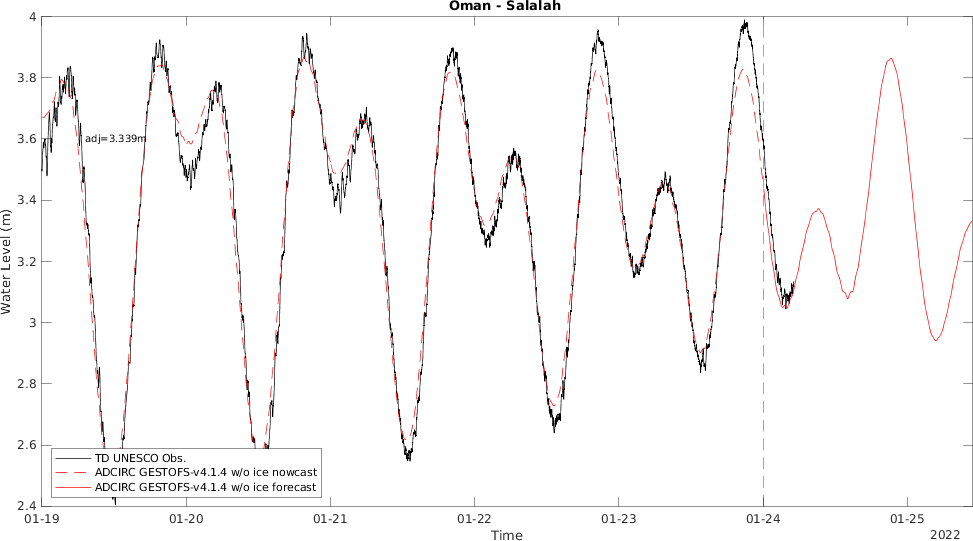 Oman - Salalah
4
3.8
3.6
3.4
3.2
3
2.8
2.6
2.4
Water Level (m)
adj=3.339m
TD UNESCO Obs.
ADCIRC GESTOFS-v4.1.4 w/o ice nowcast
ADCIRC GESTOFS-v4.1.4 w/o ice forecast
01-19 01-20 01-21 01-22 01-23 01-24 01-25
Time
2022